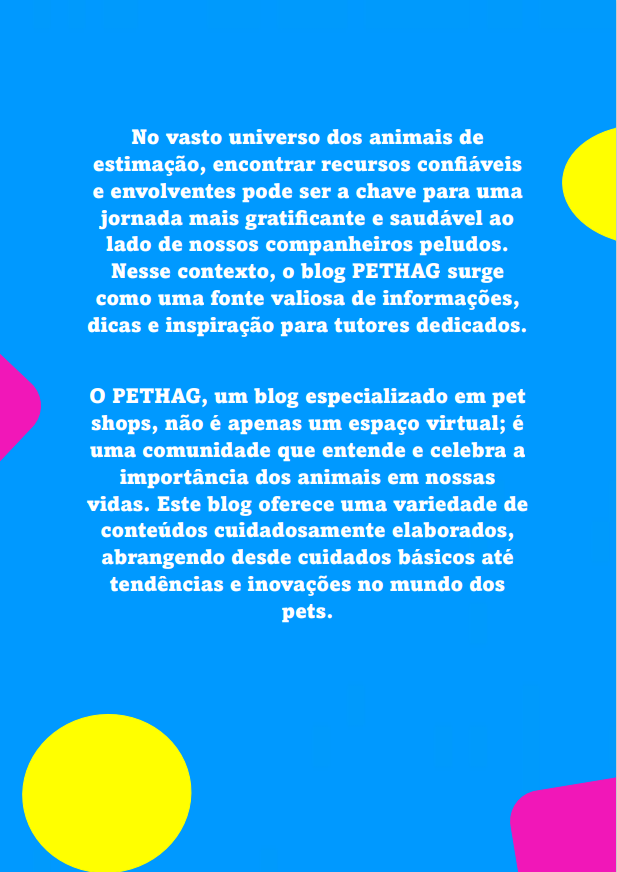 No vasto universo dos animais de
estimação, encontrar recursos confiáveis
e envolventes pode ser a chave para uma
jornada mais gratificante e saudável ao
lado de nossos companheiros peludos.
Nesse contexto, o blog PETHAG surge
como uma fonte valiosa de informações,
dicas e inspiração para tutores dedicados.
O PETHAG, um blog especializado em pet
shops, não é apenas um espaço virtual; é
uma comunidade que entende e celebra a
importância dos animais em nossas
vidas. Este blog oferece uma variedade de
conteúdos cuidadosamente elaborados,
abrangendo desde cuidados básicos até
tendências e inovações no mundo dos
pets.